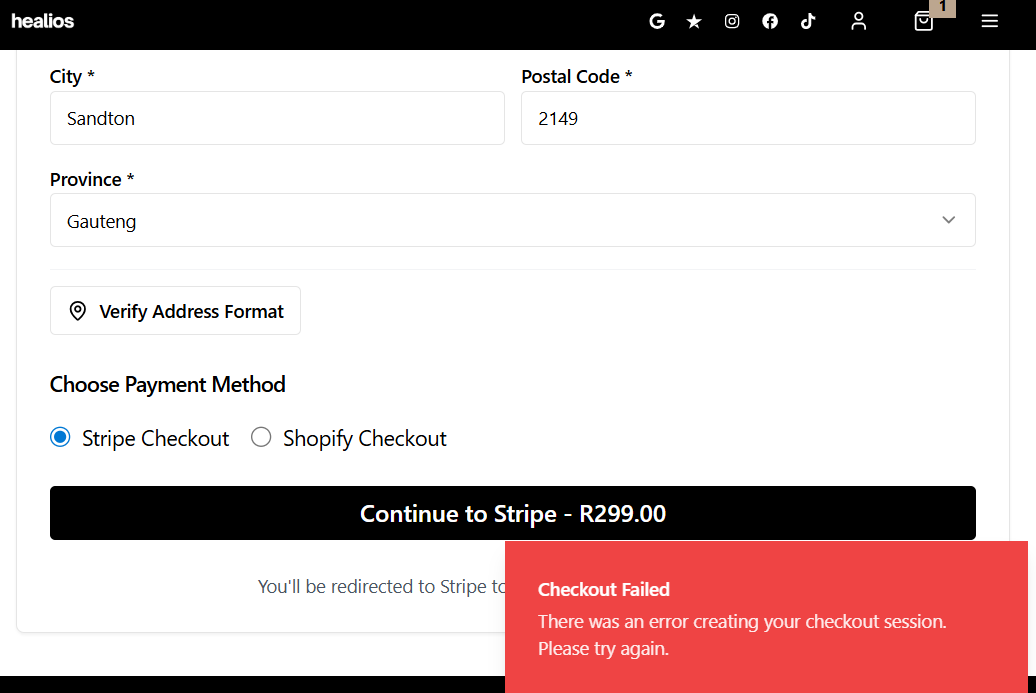 healios
1
City *
Postal Code *
Sandton
2149
Province *
Gauteng
Verify Address Format
Choose Payment Method
Stripe Checkout
Shopify Checkout
Continue to Stripe - R299.00
You'll be redirected to Stripe to
Checkout Failed
There was an error creating your checkout session.
Please try again.